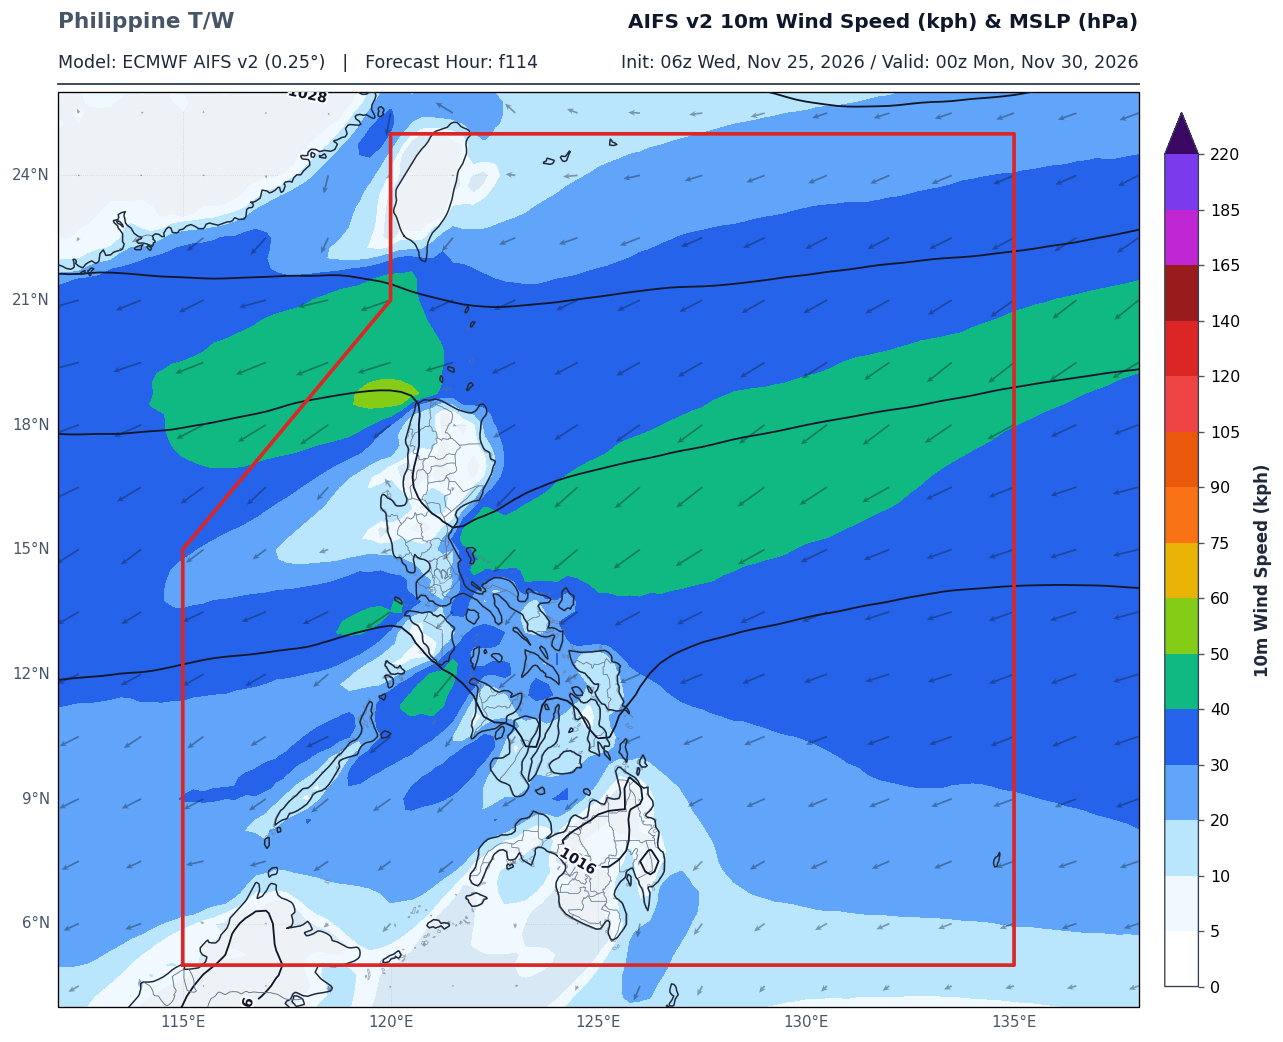 Philippine T/W
AIFS v2 10m Wind Speed (kph) & MSLP (hPa)
Model: ECMWF AIFS v2 (0.25°) | Forecast Hour: f114
Init: 06z Wed, Nov 25, 2026 / Valid: 00z Mon, Nov 30, 2026
1028
24°N
21°N
18°N
15°N
12°N
9°N
6°N
1016
6
115°E
120°E
125°E
130°E
135°E
220
185
165
140
120
105
90
75
60
50
40
30
20
10
5
0
10m Wind Speed (kph)